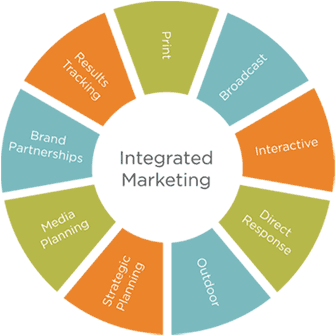 Integrated
Marketing
Print
Broadcast
Interactive
Direct
Response
Outdoor
Strategic
Planning
Media
Planning
Brand
Partnerships
Results
Tracking